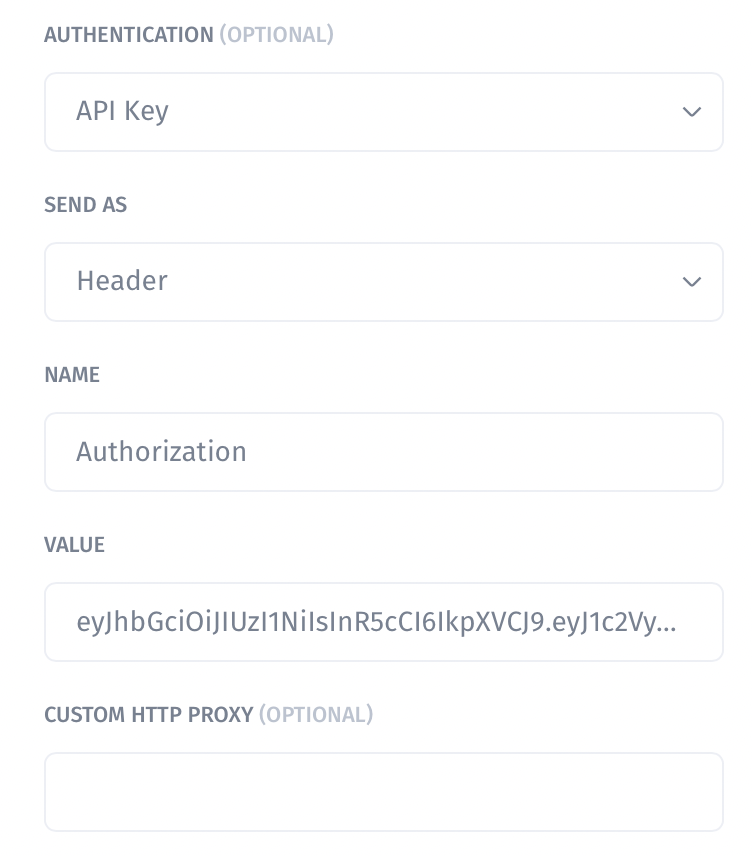 AUTHENTICATION (OPTIONAL)
API Key
SEND AS
Header
NAME
Authorization
VALUE
eyJhbGciOiJIUzI1NiIsInR5cCI6IkpXVCJ9.eyJ1c2Vy...
CUSTOM HTTP PROXY (OPTIONAL)